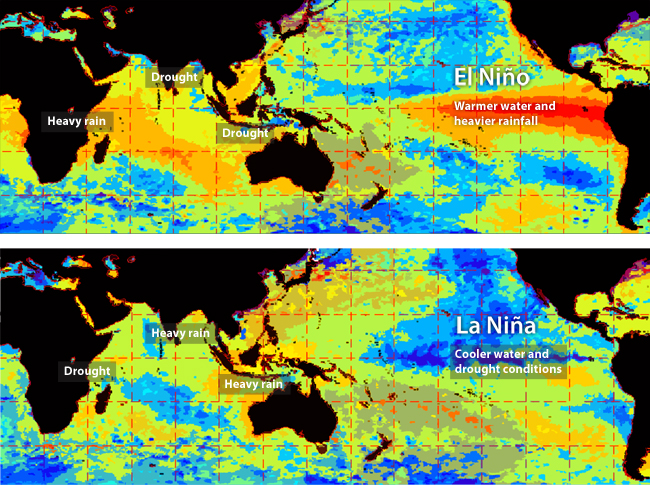 Drought
El Niño
Warmer water and
heavier rainfall
Heavy rain
Drought
La Niña
Heavy rain
Cooler water and
drought conditions
Drought
Heavy rain